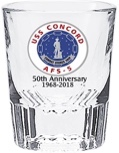 USS CONCORD
AFS-5
50th Anniversary
1968-2018